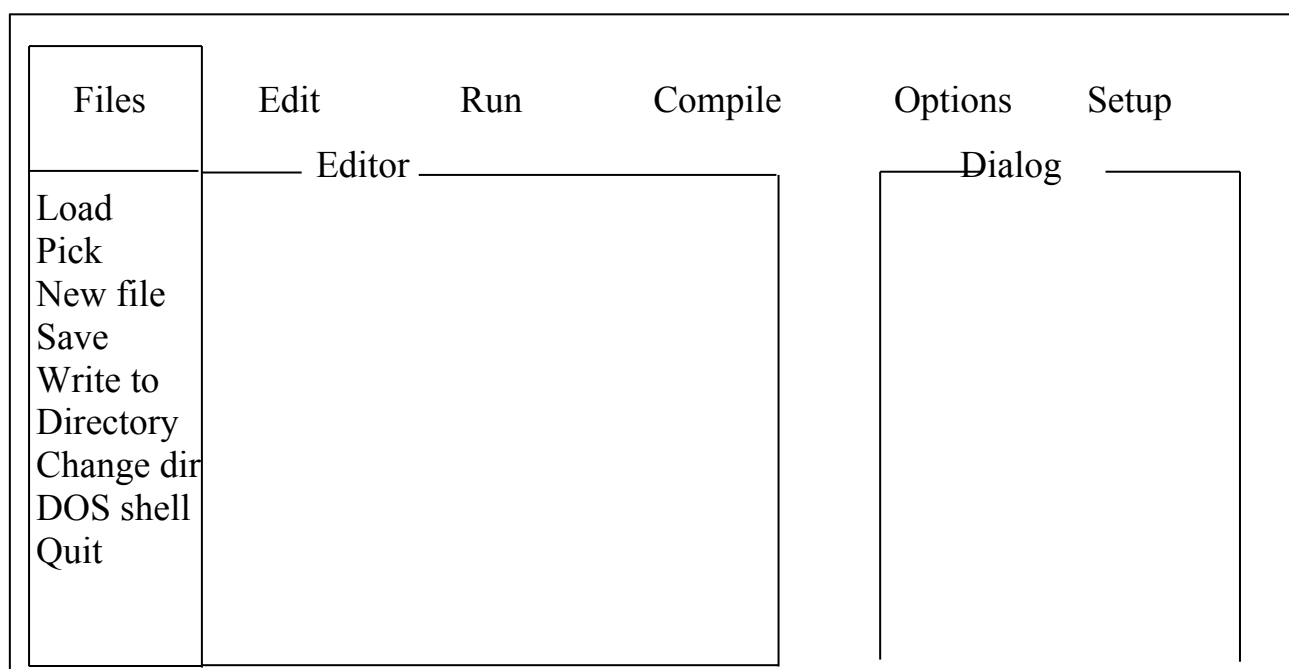 Files Edit Run Compile Options Setup
Editor Dialog
Load
Pick
New file
Save
Write to
Directory
Change dir
DOS shell
Quit